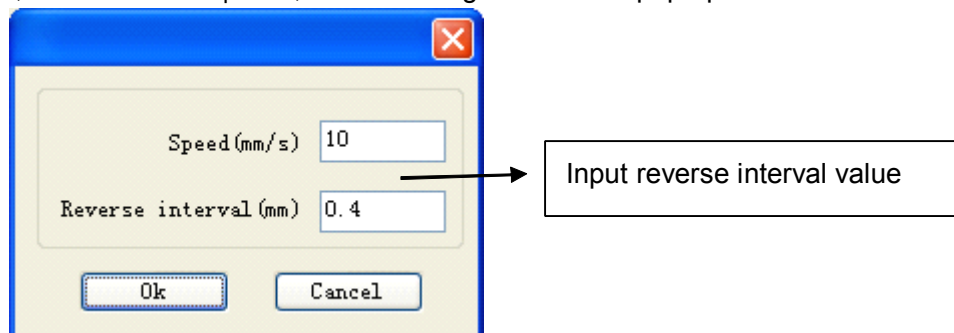 Speed(mm/s) 10
Input reverse interval value
Reverse interval(mm) 0.4
Ok Cancel